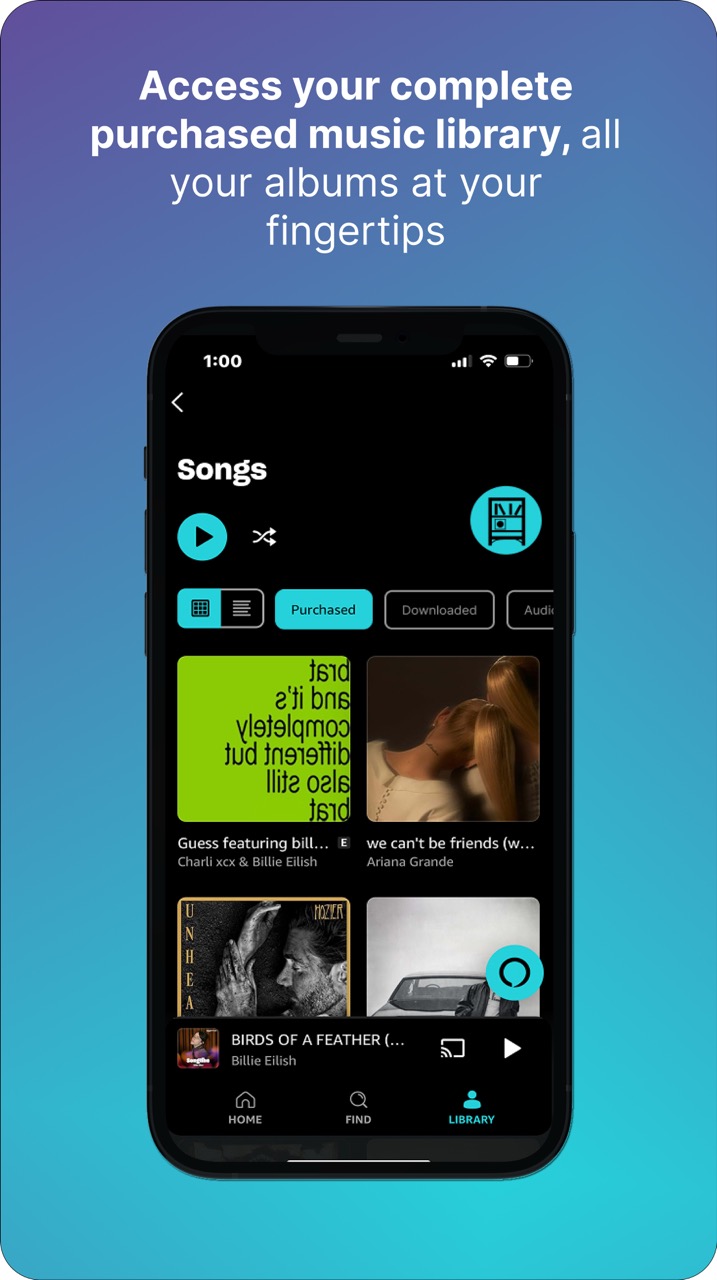 Access your complete
purchased music library, all
your albums at your
fingertips
1:00
Songs
Purchased
Downloaded
Audio
brat
and it's
completely
different but
also still
brat
Guess featuring bill... E
Charli xcx & Billie Eilish
we can't be friends (w...
Ariana Grande
UNHEA
HOZIER
BIRDS OF A FEATHER (...
Billie Eilish
HOME
FIND
LIBRARY